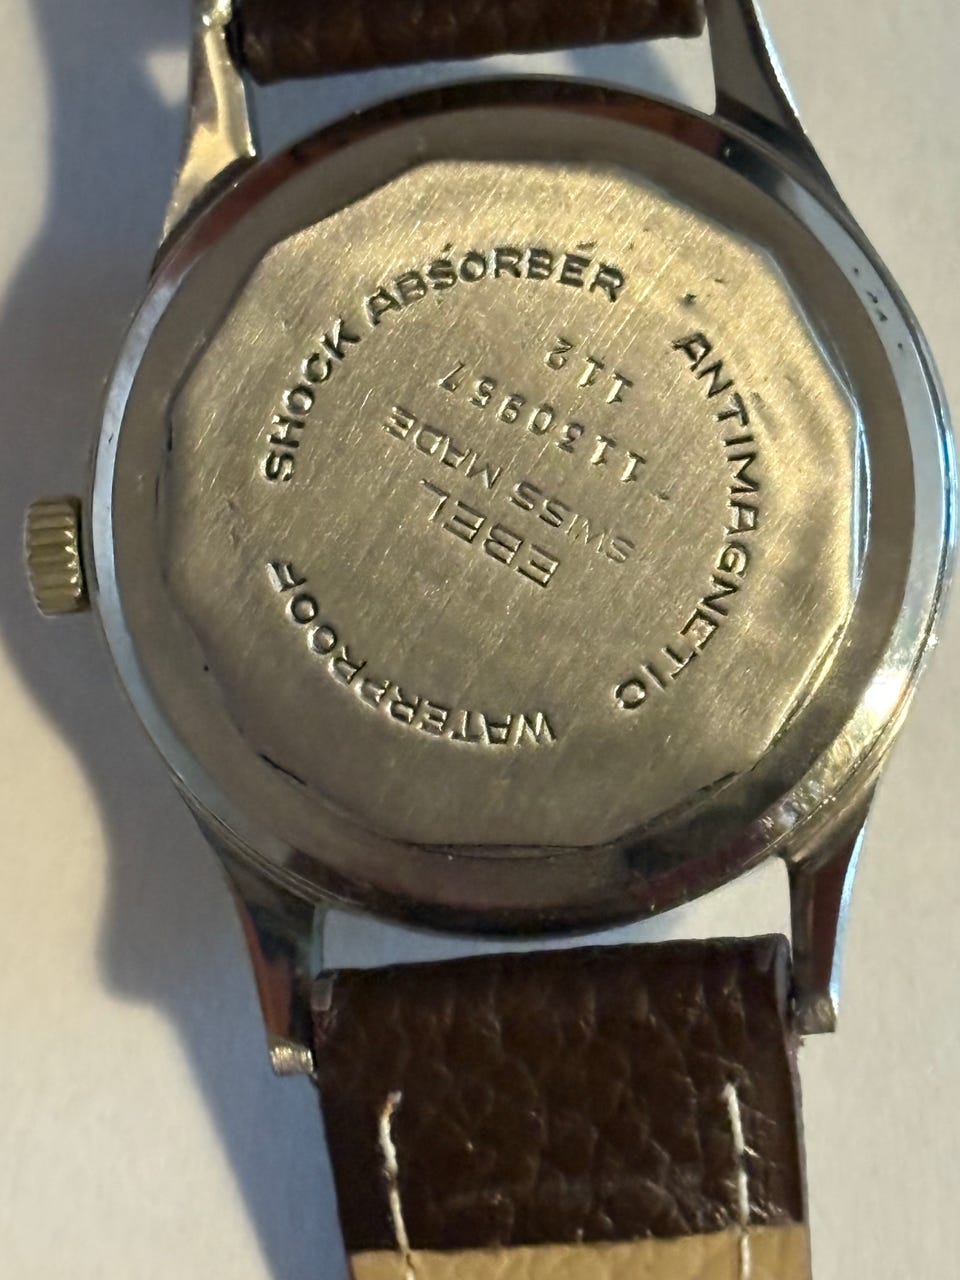 SHOCK ABSORBER
ANTIMAGNETIC
WATERPROOF
EBEL
SWISS MADE
1130957
112